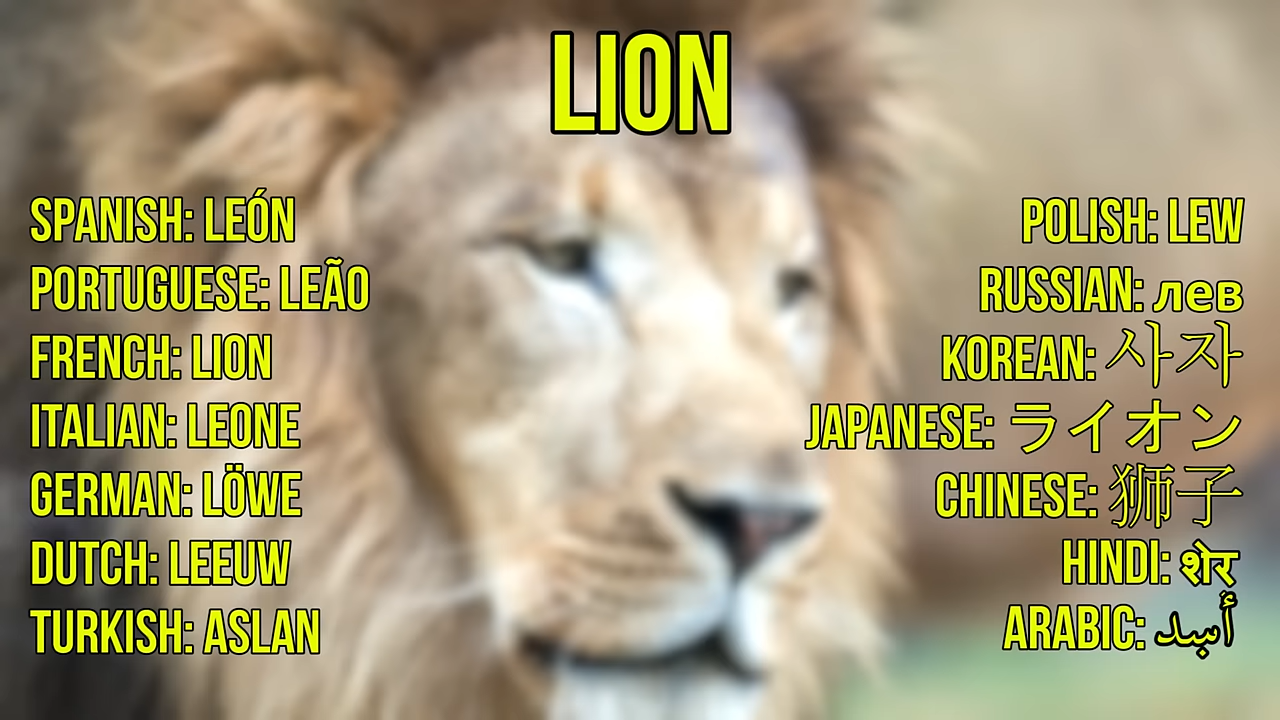 LION
SPANISH: LEÓN
PORTUGUESE: LEÃO
FRENCH: LION
ITALIAN: LEONE
GERMAN: LÖWE
DUTCH: LEEUW
TURKISH: ASLAN
POLISH: LEW
RUSSIAN: лев
KOREAN: 사자
JAPANESE: ライオン
CHINESE: 狮子
HINDI: शेर
ARABIC: أسد